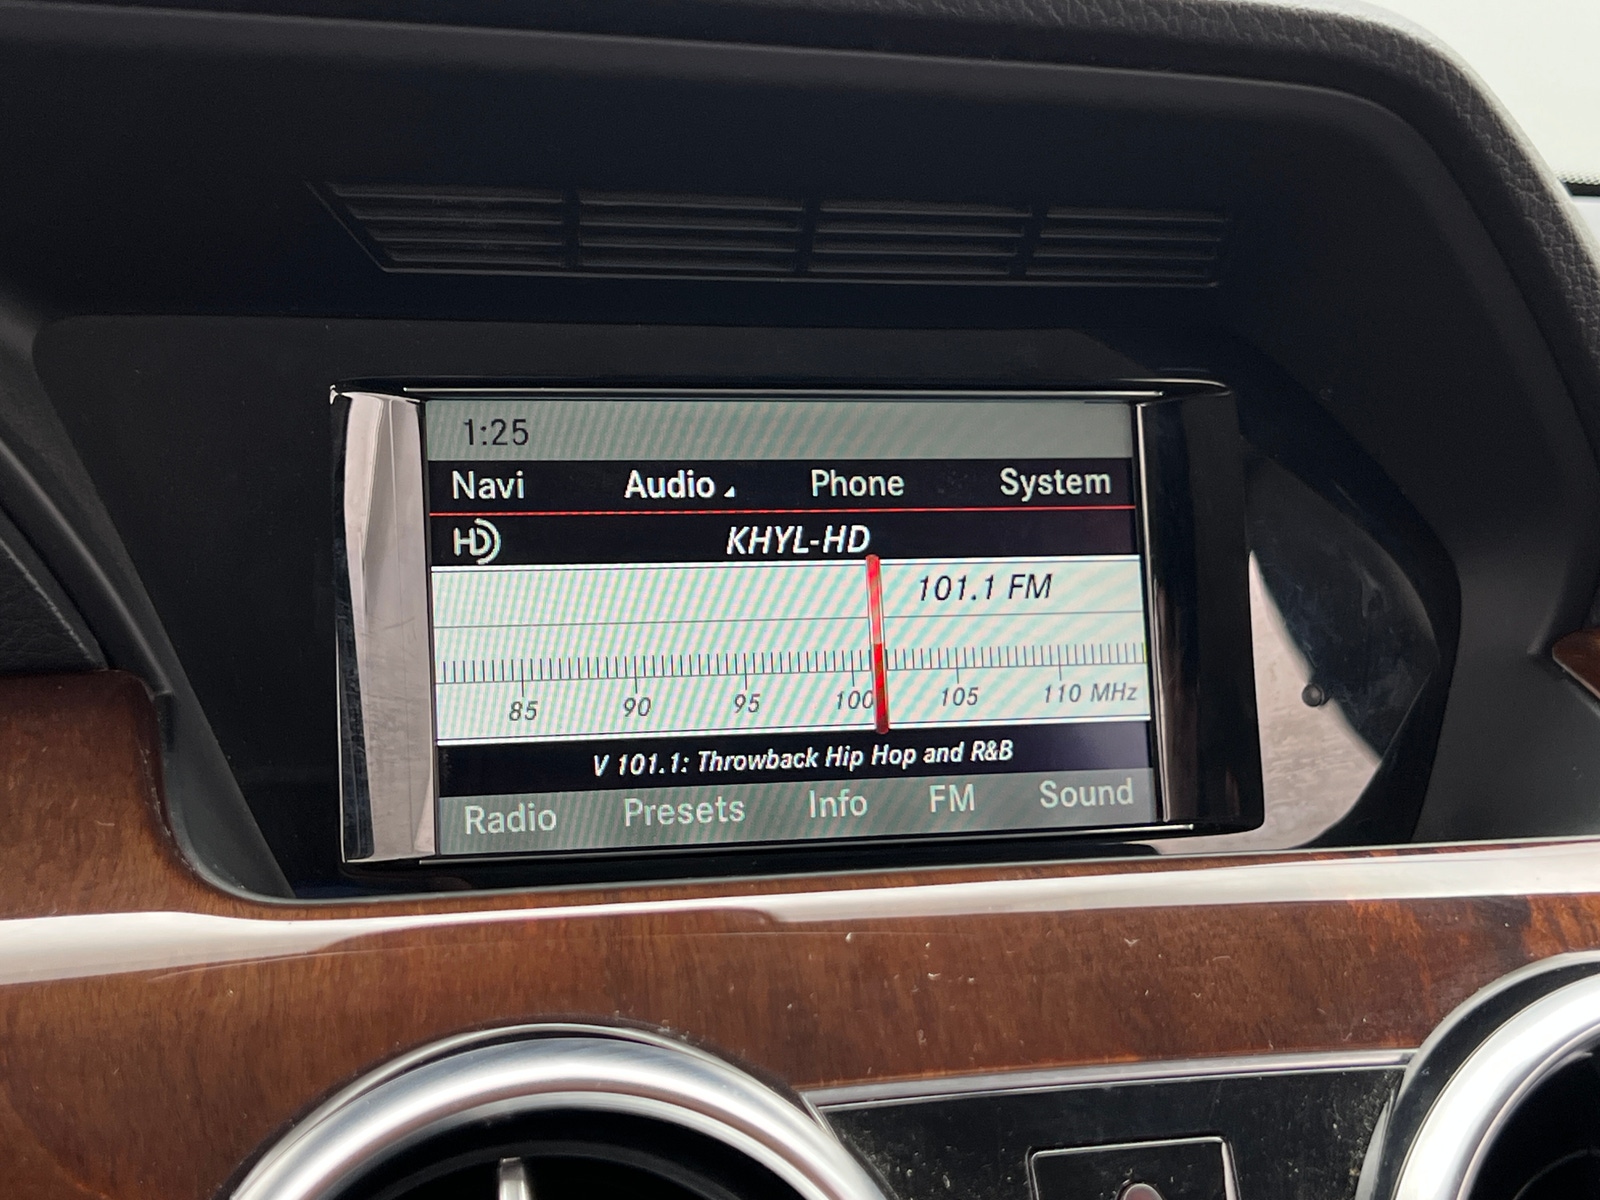 1:25
Navi Audio Phone System
HD KHYL-HD
101.1 FM
85 90 95 100 105 110 MHz
V 101.1: Throwback Hip Hop and R&B
Radio Presets Info FM Sound